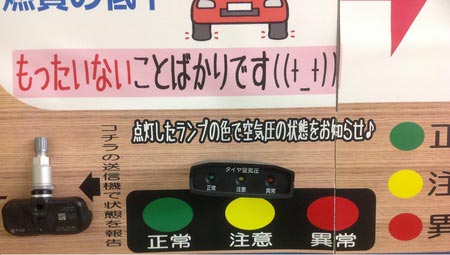 燃費の低下
もったいないことばかりです((+_+))
点灯したランプの色で空気圧の状態をお知らせ♪
コチラの送信機で状態を報告
タイヤ空気圧
正常 注意 異常
正常 注意 異常
正
注
異